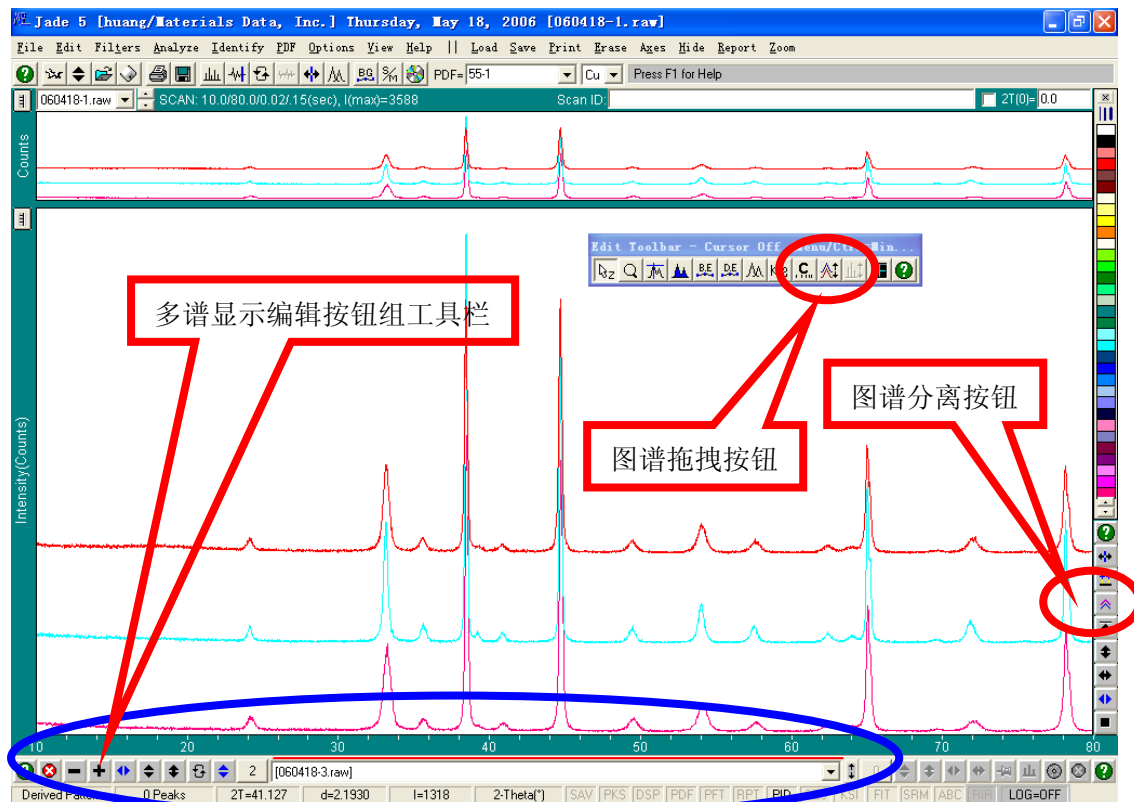 Jade 5 [huang/Materials Data, Inc.] Thursday, May 18, 2006 [060418-1.raw]
File Edit Filters Analyze Identify PDF Options View Help || Load Save Print Erase Axes Hide Report Zoom
BG S/M PDF= 55-1 Cu Press F1 for Help
060418-1.raw SCAN: 10.0/80.0/0.02/.15(sec), I(max)=3588 Scan ID: 2T(0)= 0.0
Counts
Edit Toolbar - Cursor Off
B.E D.E C
多谱显示编辑按钮组工具栏
图谱分离按钮
图谱拖拽按钮
Intensity(Counts)
10 20 30 40 50 60 70 80
2 [060418-3.raw]
0 Peaks 2T=41.127 d=2.1930 I=1318 2-Theta(°) SAV PKS DSP PDF PFT RPT PID KSI FIT SRM ABC RIR LOG=OFF